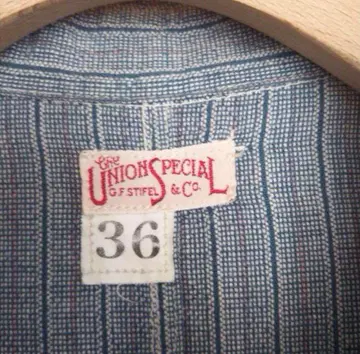 The
Union Special
G.F. STIFEL & Co.
36